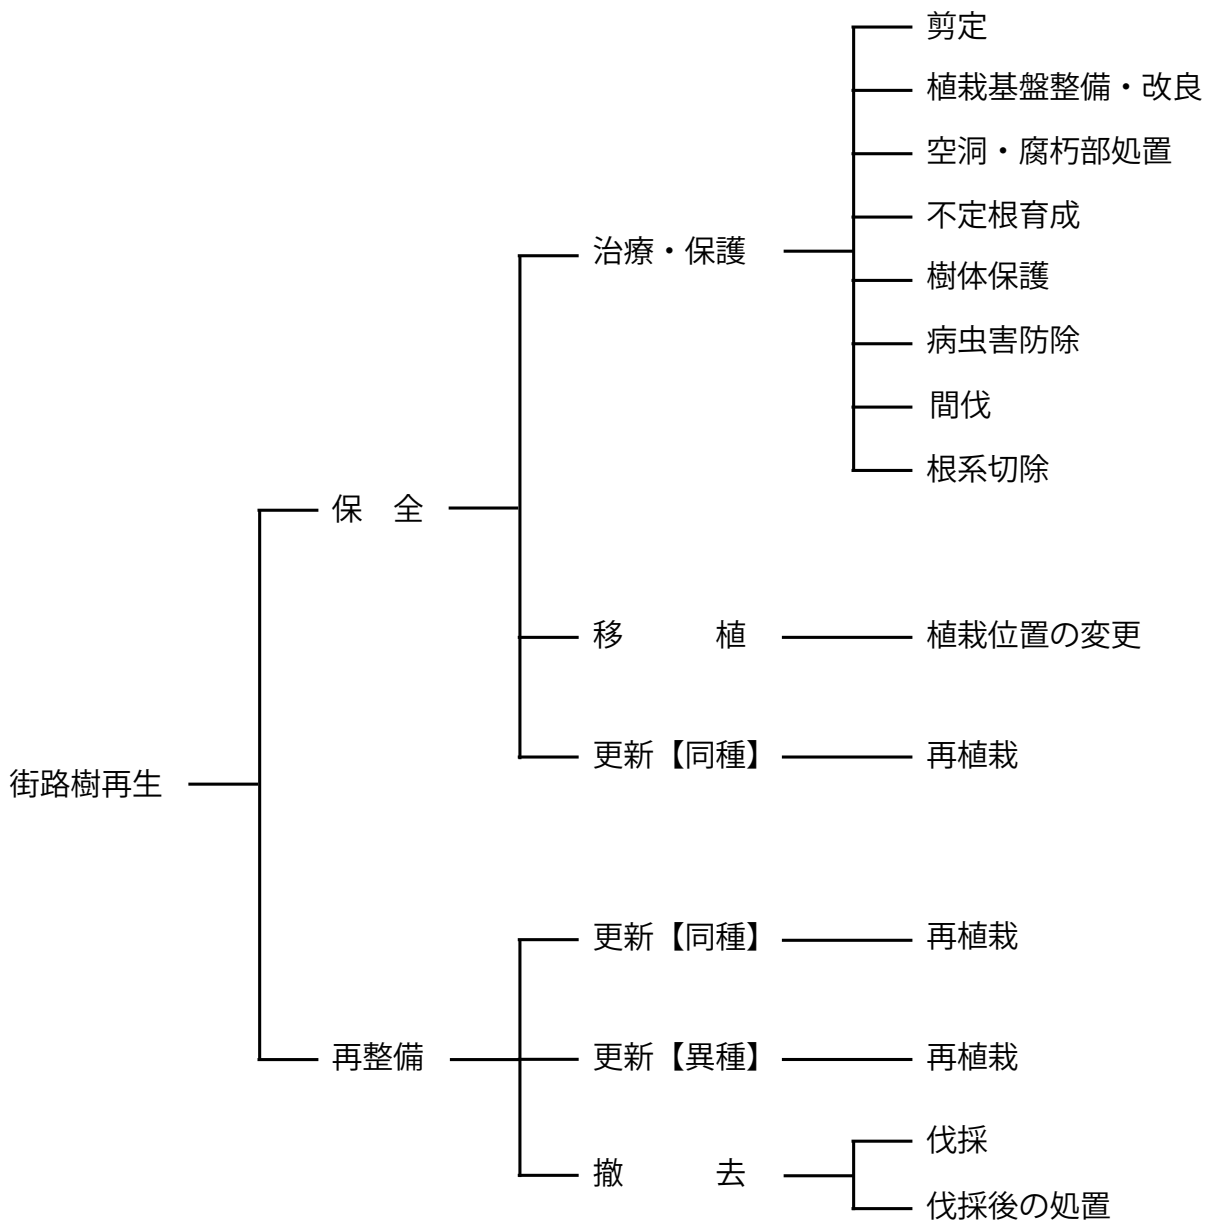 剪定
植栽基盤整備・改良
空洞・腐朽部処置
不定根育成
治療・保護
樹体保護
病虫害防除
間伐
根系切除
保　全
移　　　植
植栽位置の変更
更新【同種】
再植栽
街路樹再生
更新【同種】
再植栽
再整備
更新【異種】
再植栽
伐採
撤　　　去
伐採後の処置